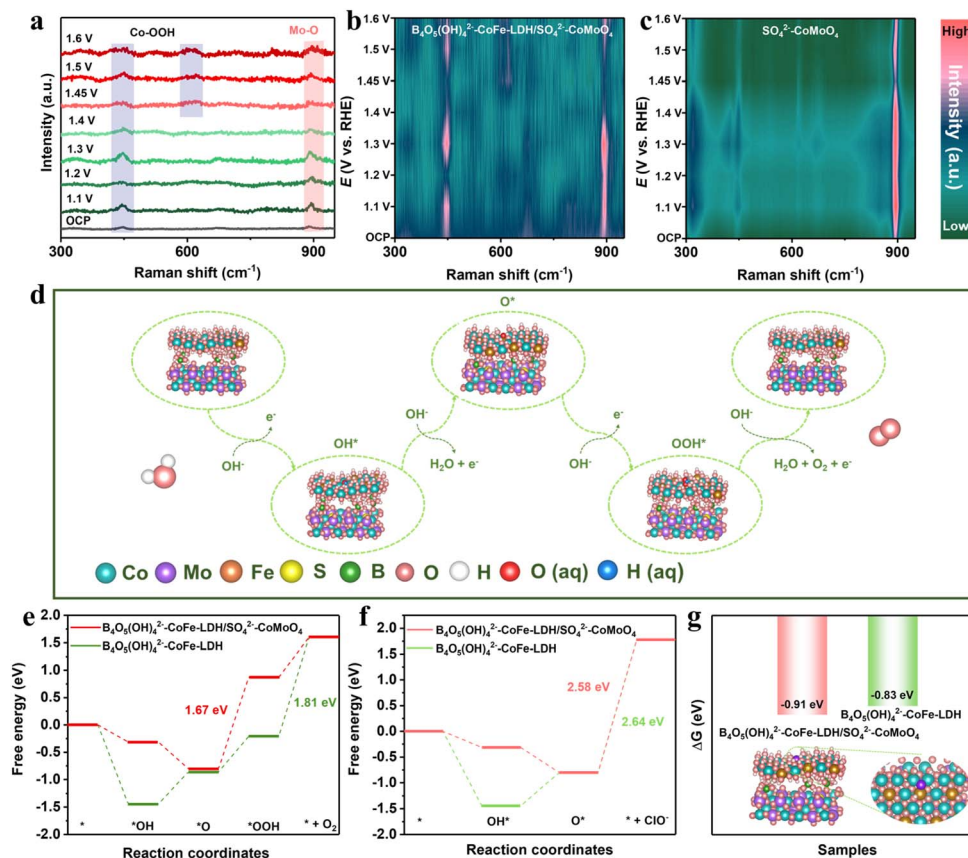 a
Co-OOH
Mo-O
1.6 V
1.5 V
1.45 V
1.4 V
1.3 V
1.2 V
1.1 V
OCP
Intensity (a.u.)
300 450 600 750 900
Raman shift (cm⁻¹)
b
B₄O₅(OH)₄²⁻-CoFe-LDH/SO₄²⁻-CoMoO₄
1.6 V
1.45 V
1.3 V
1.2 V
1.1 V
OCP
E (V vs. RHE)
300 450 600 750 900
Raman shift (cm⁻¹)
c
SO₄²⁻-CoMoO₄
1.6 V
1.45 V
1.3 V
1.2 V
1.1 V
OCP
E (V vs. RHE)
300 450 600 750 900
Raman shift (cm⁻¹)
High
Intensity (a.u.)
Low
d
O*
e⁻
OH⁻
OH*
OH⁻
H₂O + e⁻
e⁻
OH⁻
OOH*
OH⁻
H₂O + O₂ + e⁻
Co Mo Fe S B O H O (aq) H (aq)
e
B₄O₅(OH)₄²⁻-CoFe-LDH/SO₄²⁻-CoMoO₄
B₄O₅(OH)₄²⁻-CoFe-LDH
1.67 eV
1.81 eV
2.0
1.5
1.0
0.5
0.0
-0.5
-1.0
-1.5
-2.0
Free energy (eV)
* *OH *O *OOH * + O₂
Reaction coordinates
f
B₄O₅(OH)₄²⁻-CoFe-LDH/SO₄²⁻-CoMoO₄
B₄O₅(OH)₄²⁻-CoFe-LDH
2.58 eV
2.64 eV
2.0
1.5
1.0
0.5
0.0
-0.5
-1.0
-1.5
-2.0
Free energy (eV)
* OH* O* * + ClO⁻
Reaction coordinates
g
-0.91 eV
-0.83 eV
B₄O₅(OH)₄²⁻-CoFe-LDH
B₄O₅(OH)₄²⁻-CoFe-LDH/SO₄²⁻-CoMoO₄
ΔG (eV)
Samples